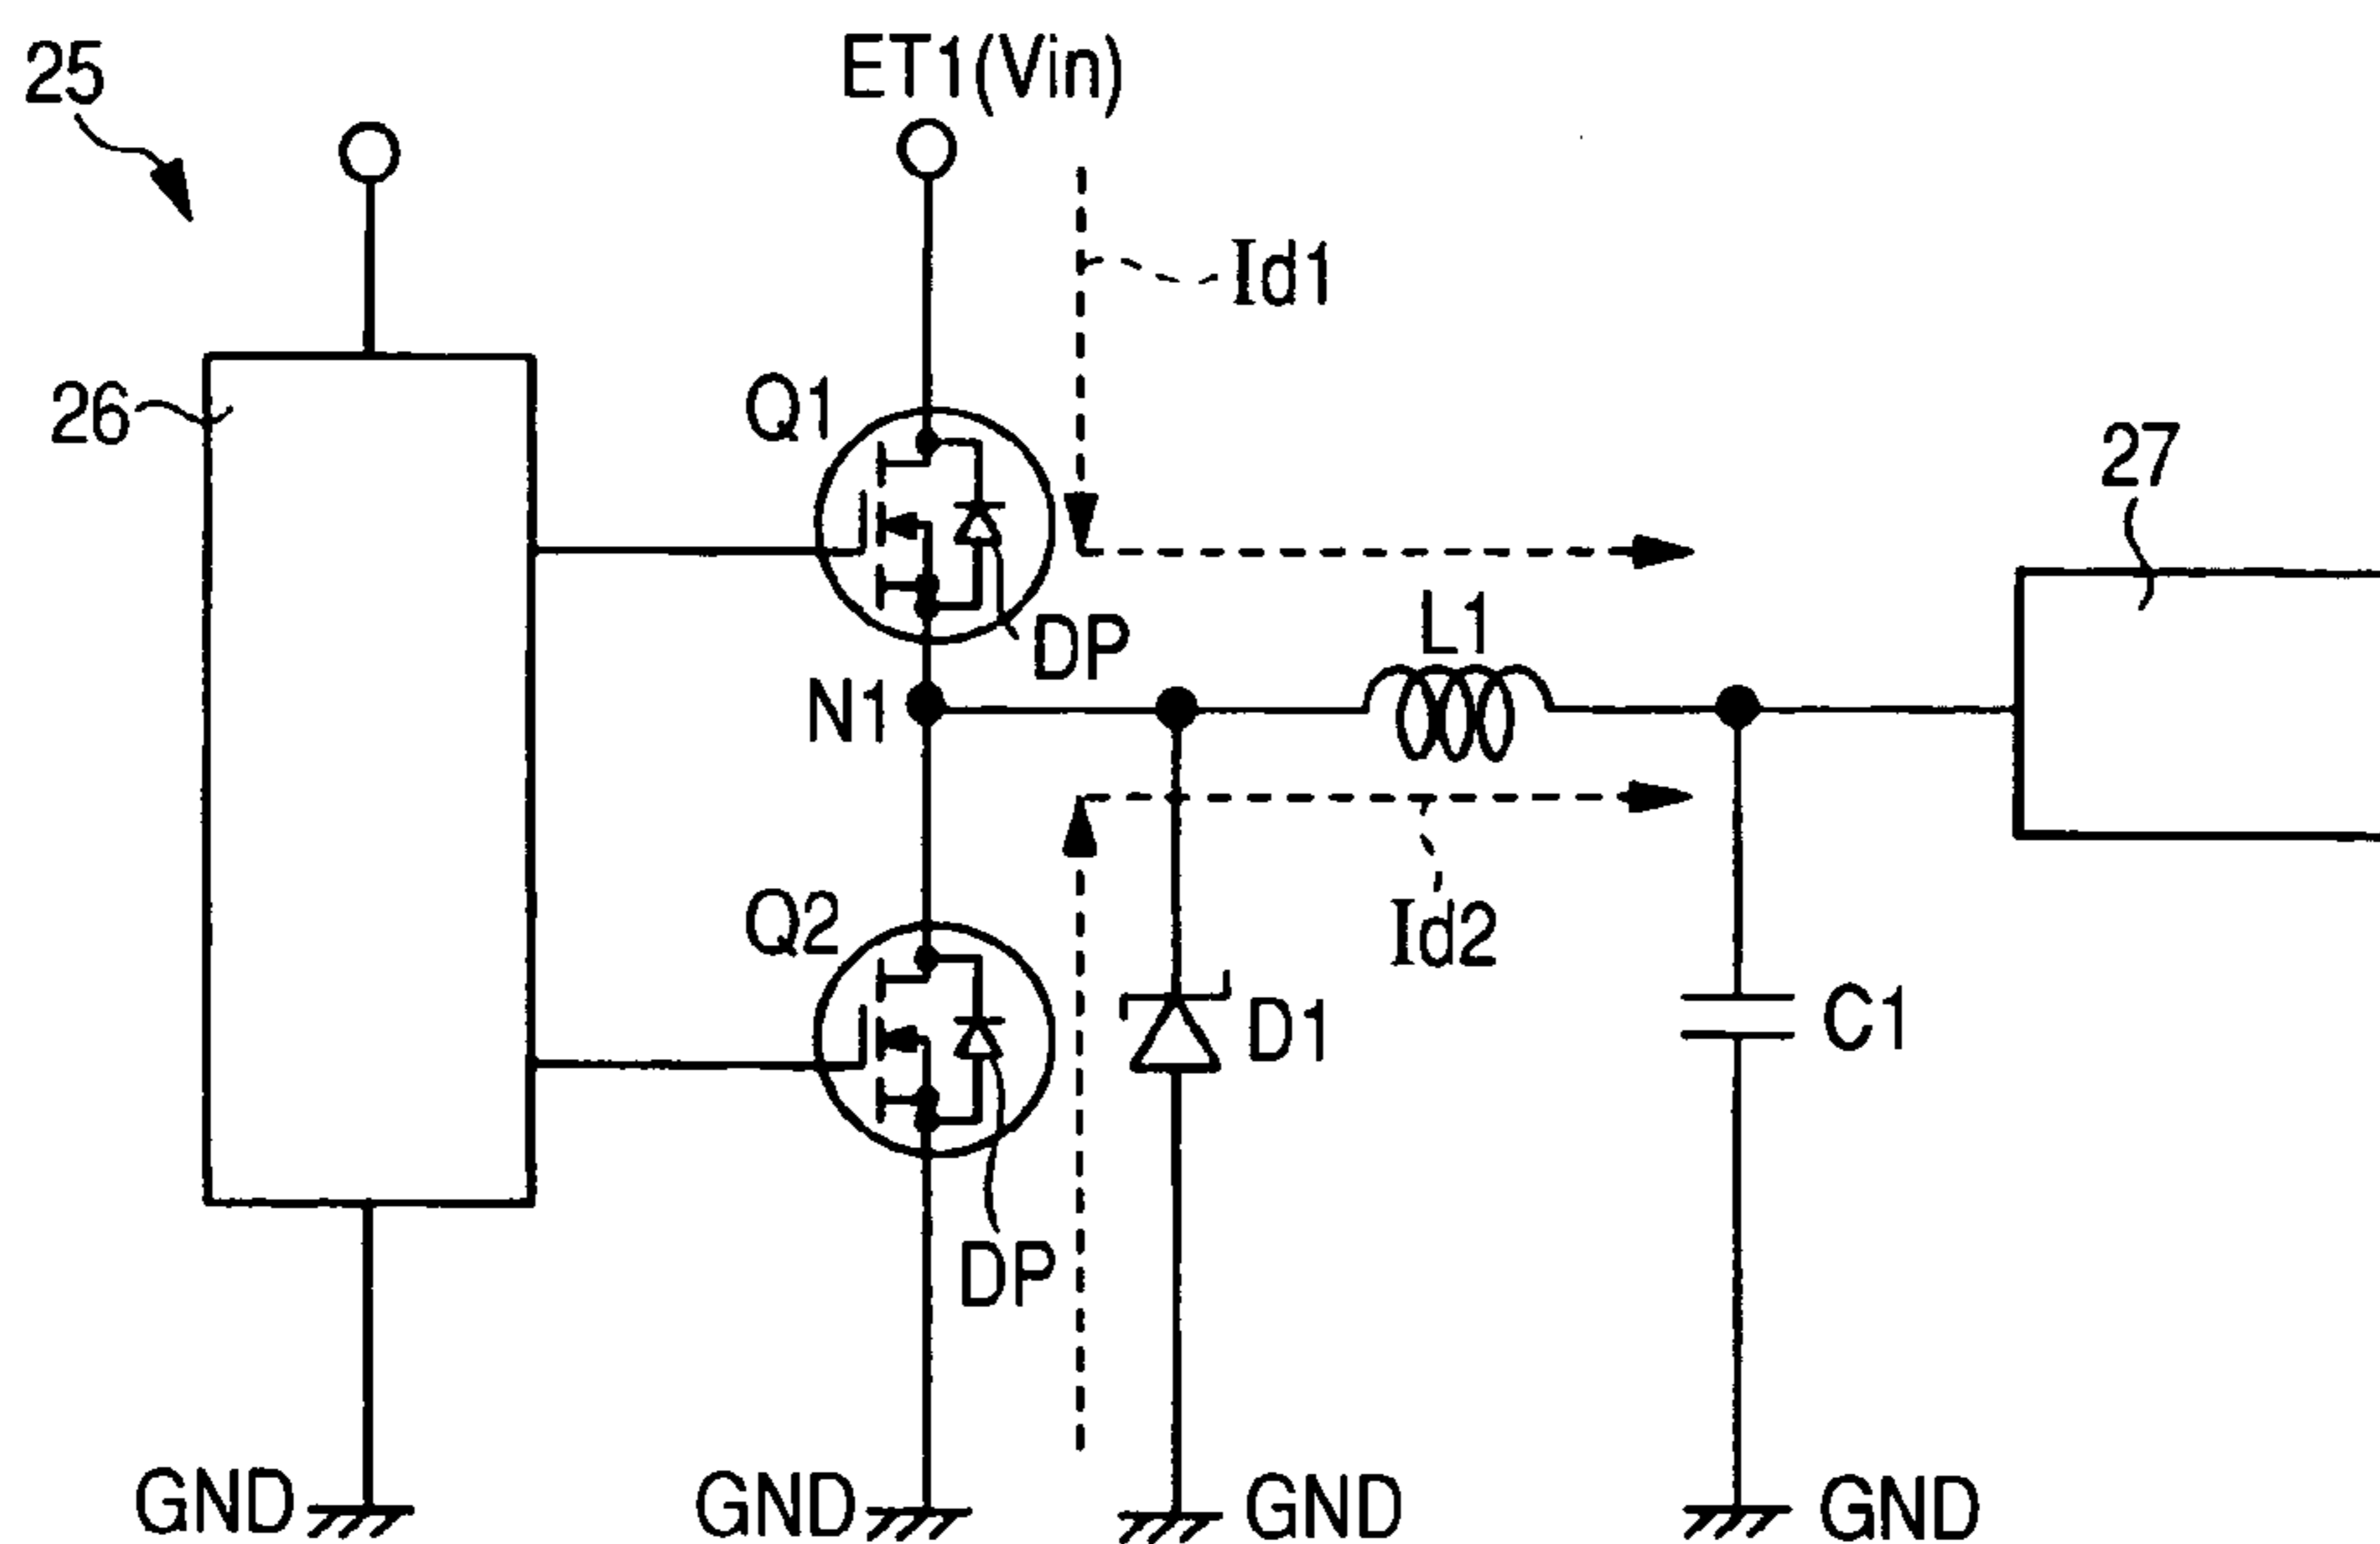 25
ET1(Vin)
Id1
26
Q1
27
DP
L1
N1
Q2
Id2
D1
C1
DP
GND
GND
GND
GND